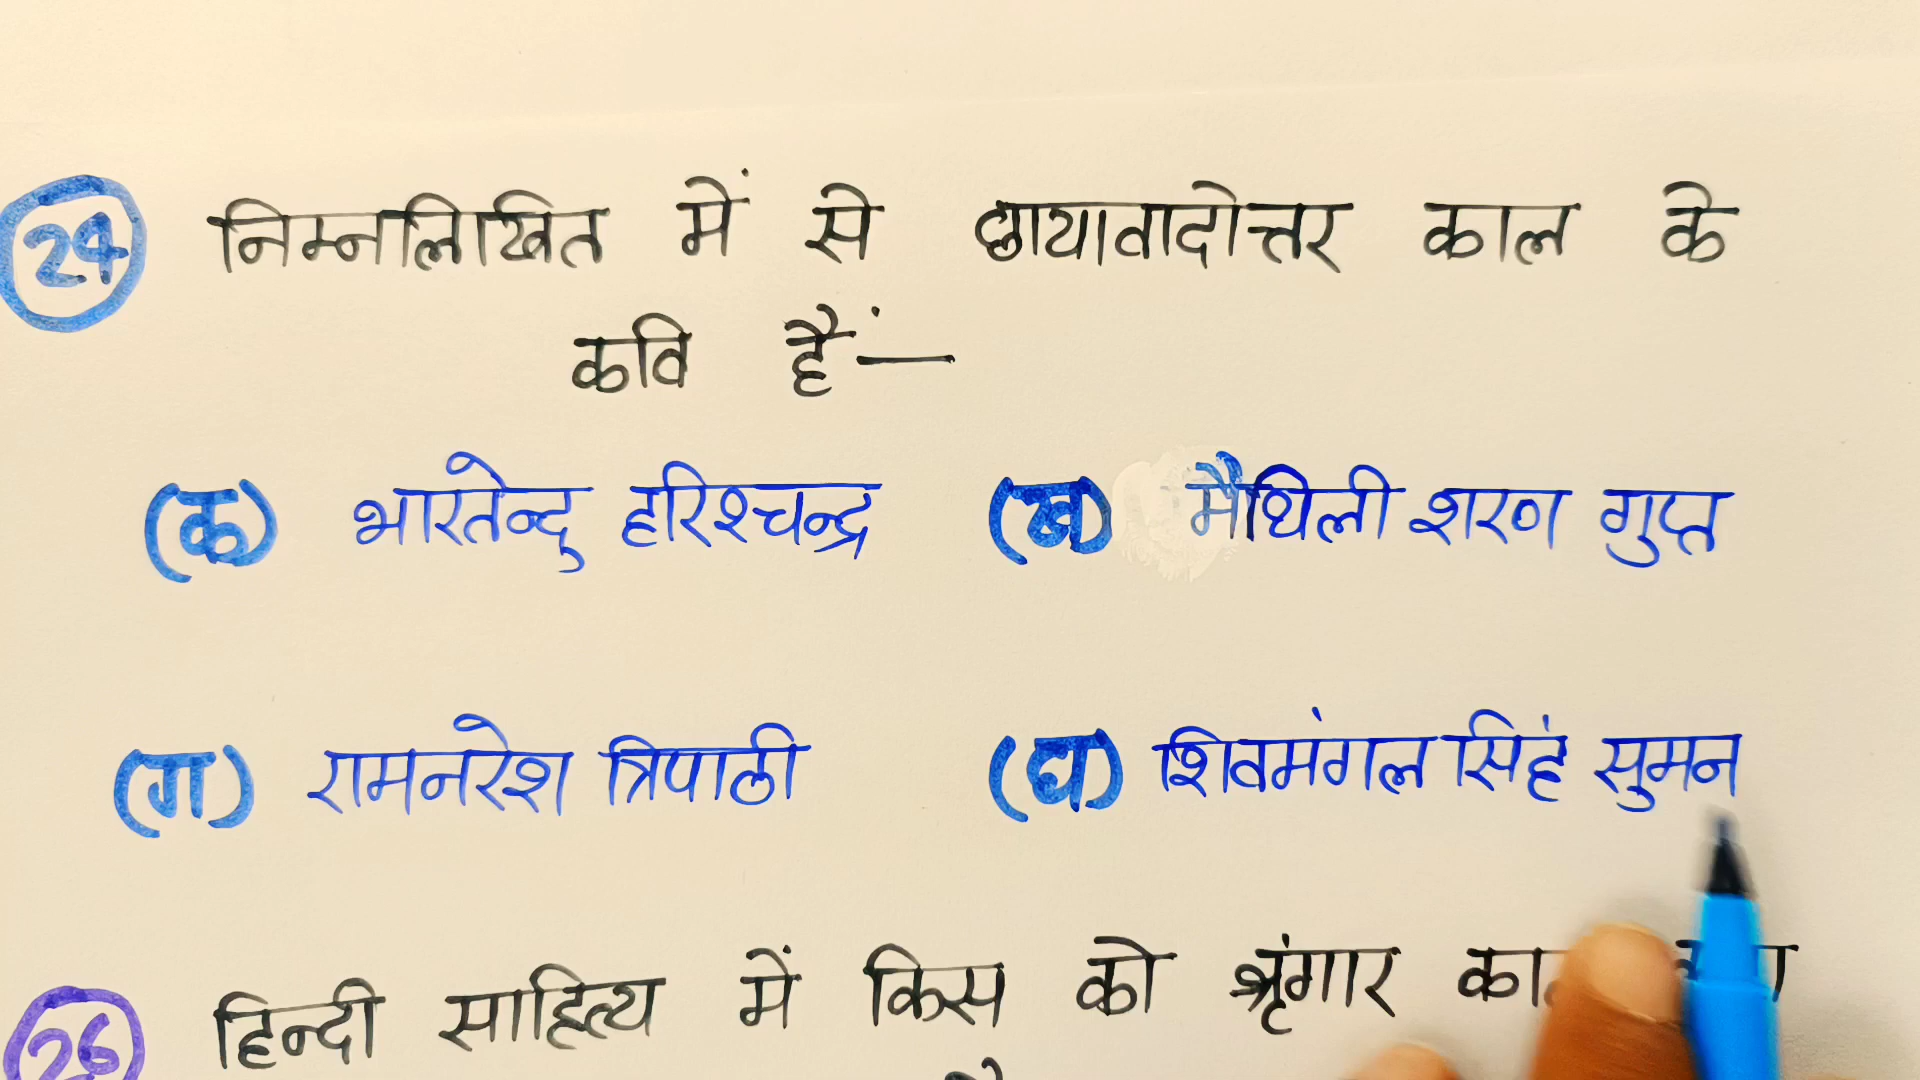 24 निम्नलिखित में से छायावादोत्तर काल के
कवि हैं—
(क) भारतेन्दु हरिश्चन्द्र (ख) मैथिली शरण गुप्त
(ग) रामनरेश त्रिपाठी (घ) शिवमंगल सिहं सुमन
26 हिन्दी साहित्य में किस को श्रृंगार